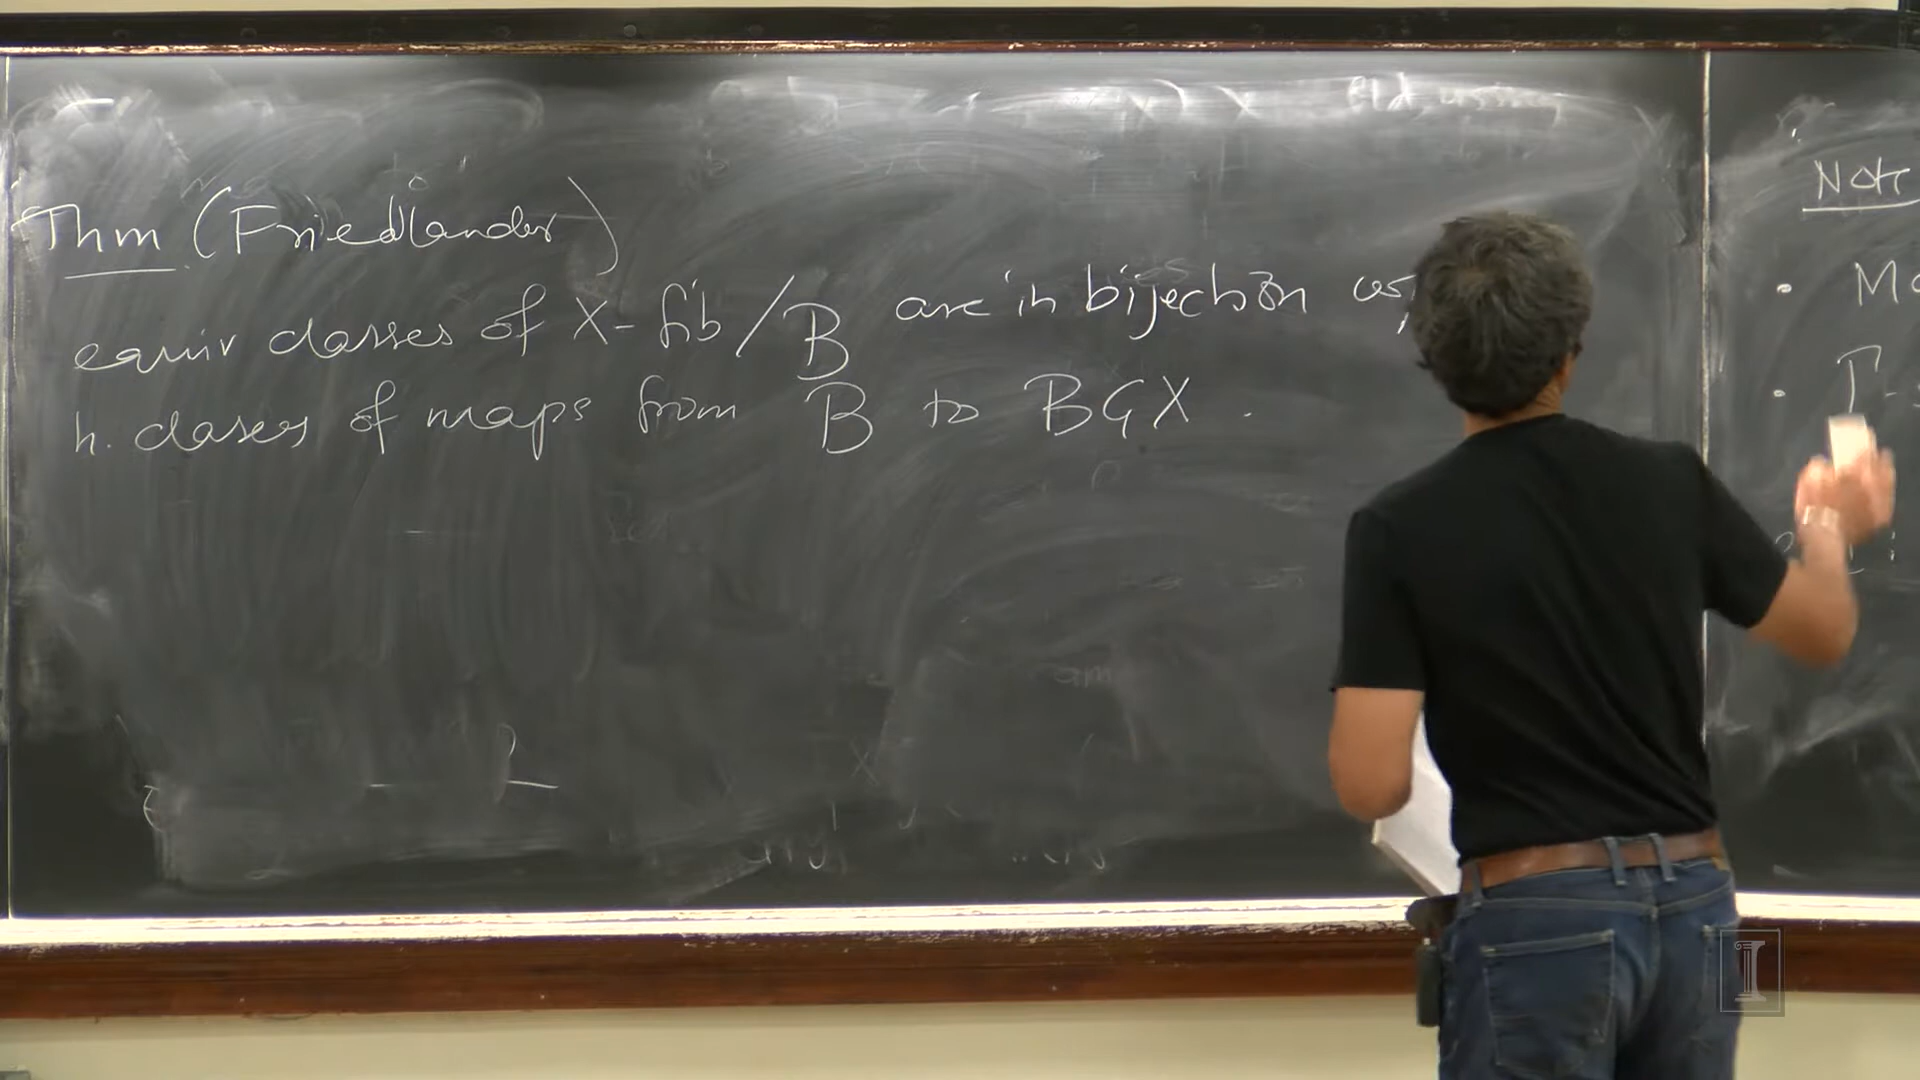 Thm (Friedlander)
equiv classes of X-fib/B are in bijection
h. classes of maps from B to BGX.
Note